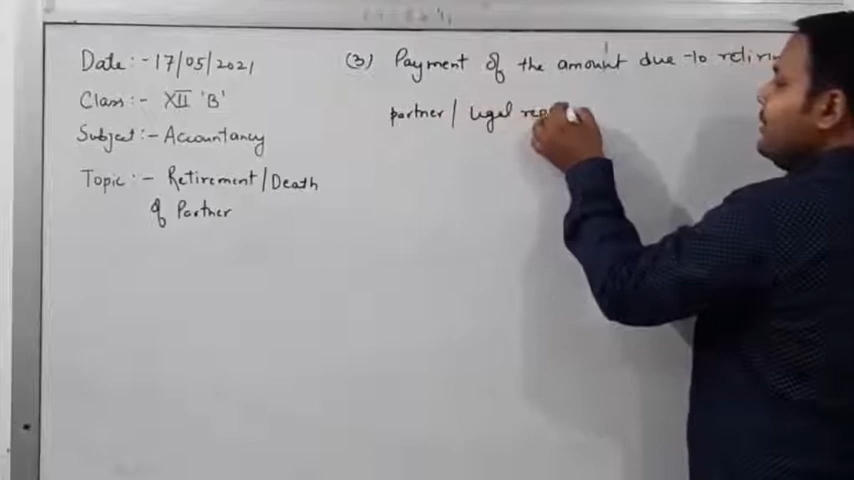 Date :- 17/05/2021
Class :- XII 'B'
Subject :- Accountancy
Topic :- Retirement/Death
of Partner
(3) Payment of the amount due to
partner / legal